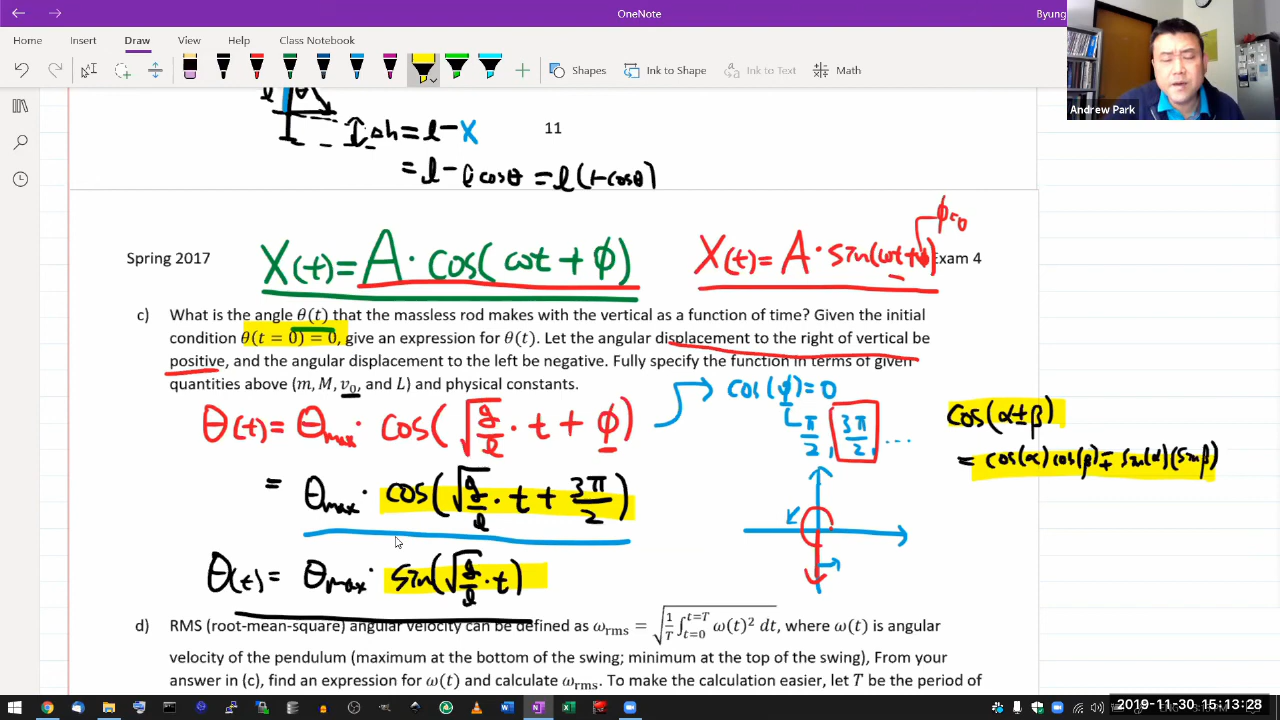 OneNote
Byung
Home Insert Draw View Help Class Notebook
Shapes Ink to Shape Ink to Text Math
Andrew Park
Δh = l - X
11
= l - l cosθ = l(1-cosθ)
Spring 2017
X(t) = A · cos(ωt + ϕ)
X(t) = A · sin(ωt + ϕ)
ϕ=0
Exam 4
c) What is the angle θ(t) that the massless rod makes with the vertical as a function of time? Given the initial
condition θ(t = 0) = 0, give an expression for θ(t). Let the angular displacement to the right of vertical be
positive, and the angular displacement to the left be negative. Fully specify the function in terms of given
quantities above (m, M, v₀, and L) and physical constants.
cos(ϕ) = 0
π/2, 3π/2, ...
θ(t) = θmax · cos(√(g/l) · t + ϕ)
cos(α±β)
= cos(α)cos(β) ∓ sin(α)(sinβ)
= θmax · cos(√(g/l) · t + 3π/2)
θ(t) = θmax · sin(√(g/l) · t)
d) RMS (root-mean-square) angular velocity can be defined as ωrms = √(1/T ∫_{t=0}^{t=T} ω(t)² dt), where ω(t) is angular
velocity of the pendulum (maximum at the bottom of the swing; minimum at the top of the swing), From your
answer in (c), find an expression for ω(t) and calculate ωrms. To make the calculation easier, let T be the period of
2019-11-30 15:13:28